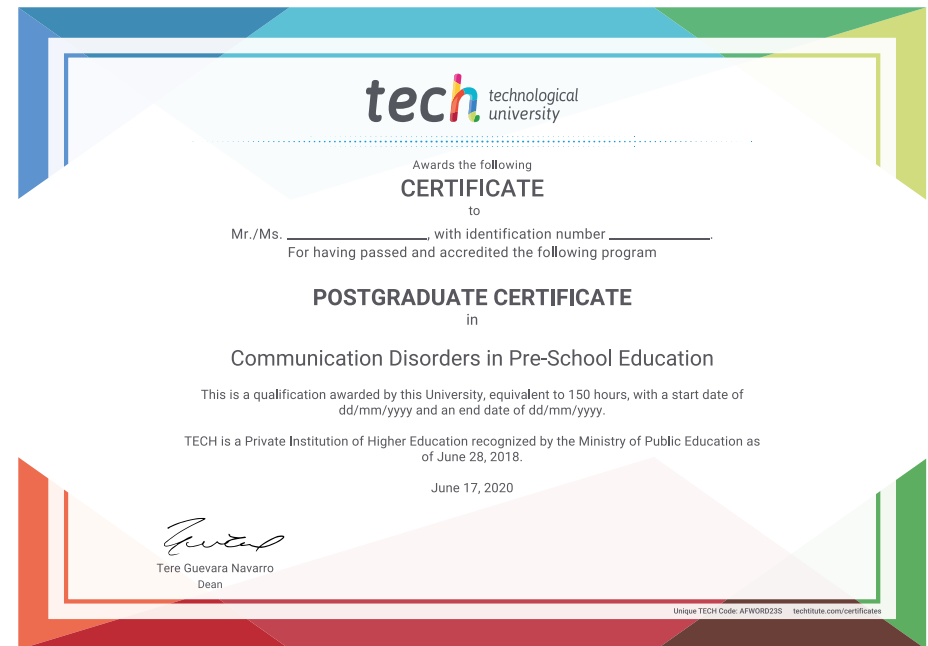 tech technological
university
Awards the following
CERTIFICATE
to
Mr./Ms. ____________________, with identification number ______________.
For having passed and accredited the following program
POSTGRADUATE CERTIFICATE
in
Communication Disorders in Pre-School Education
This is a qualification awarded by this University, equivalent to 150 hours, with a start date of
dd/mm/yyyy and an end date of dd/mm/yyyy.
TECH is a Private Institution of Higher Education recognized by the Ministry of Public Education as
of June 28, 2018.
June 17, 2020
Tere Guevara Navarro
Dean
Unique TECH Code: AFWORD23S techtitute.com/certificates